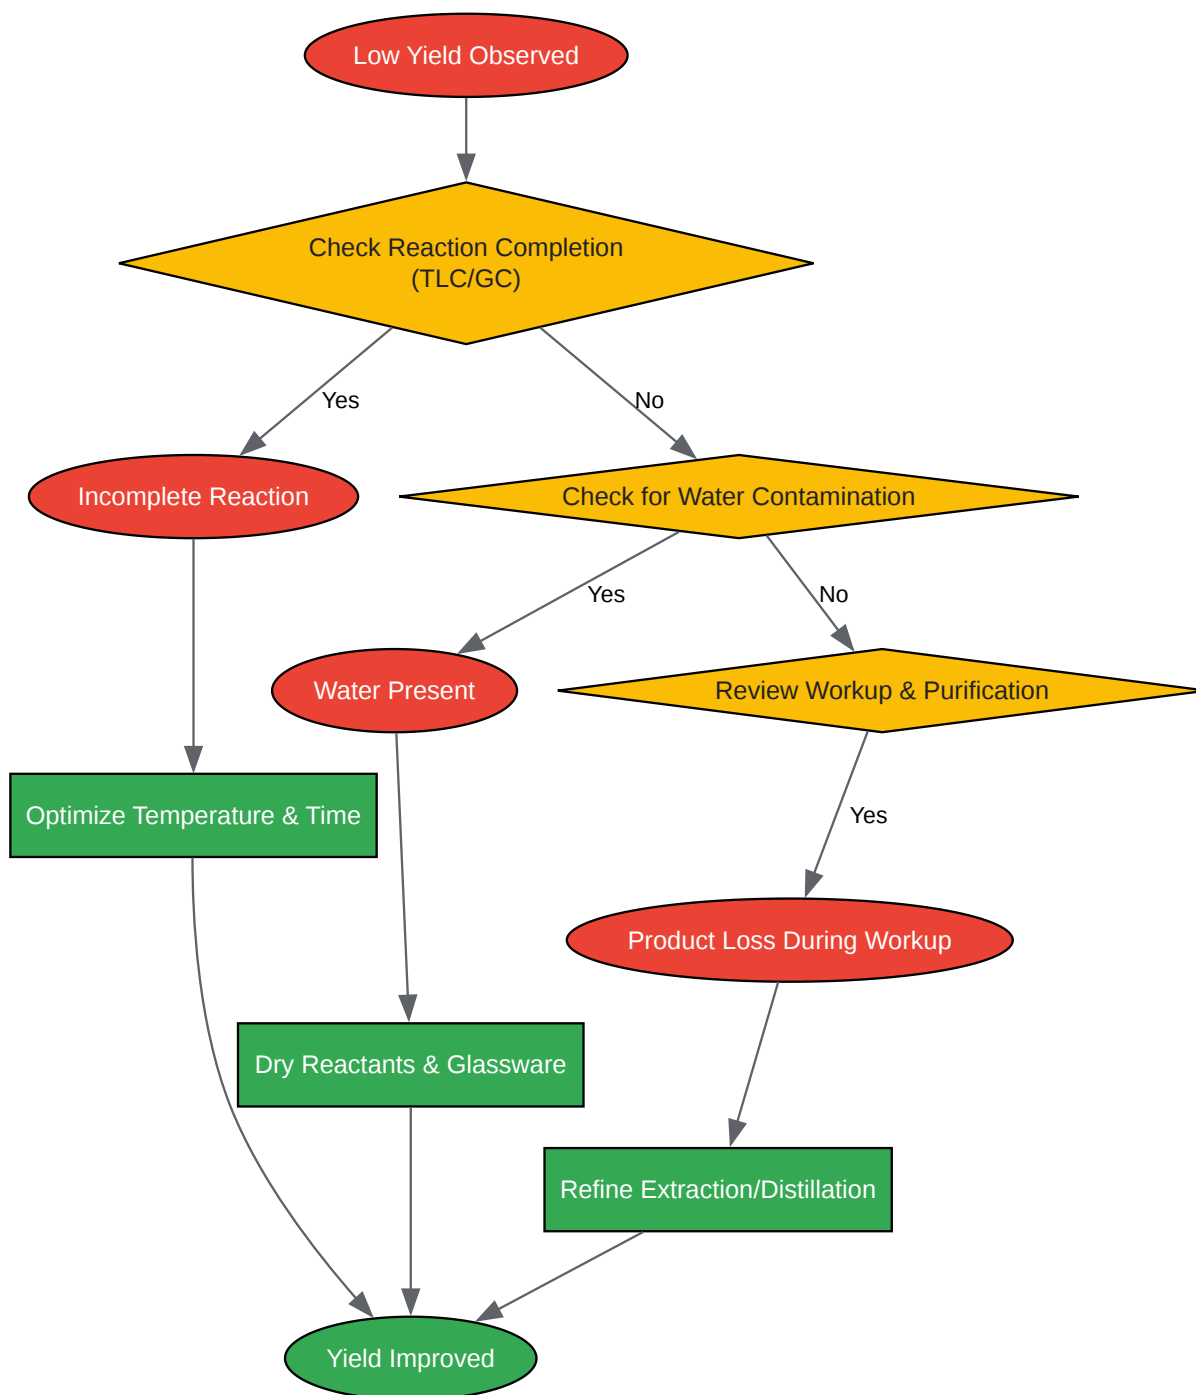 Low Yield Observed
Check Reaction Completion
(TLC/GC)
Yes
No
Incomplete Reaction
Check for Water Contamination
Yes
No
Water Present
Review Workup & Purification
Optimize Temperature & Time
Yes
Product Loss During Workup
Dry Reactants & Glassware
Refine Extraction/Distillation
Yield Improved